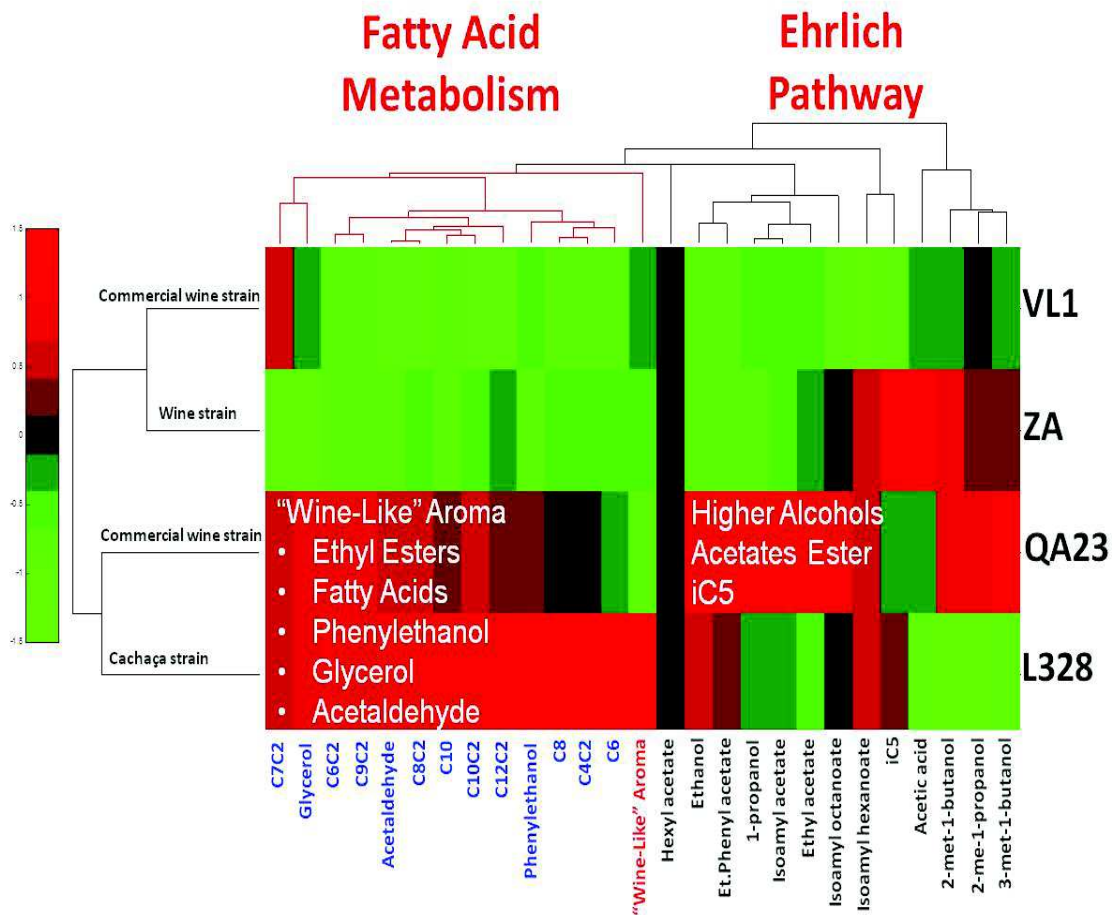 Fatty Acid
Metabolism
Ehrlich
Pathway
1.5
1
0.5
0
-0.5
-1
-1.5
Commercial wine strain
Wine strain
Commercial wine strain
Cachaça strain
VL1
ZA
QA23
L328
“Wine-Like” Aroma
• Ethyl Esters
• Fatty Acids
• Phenylethanol
• Glycerol
• Acetaldehyde
Higher Alcohols
Acetates Ester
iC5
C7C2
Glycerol
C6C2
C9C2
Acetaldehyde
C8C2
C10
C10C2
C12C2
Phenylethanol
C8
C4C2
C6
“Wine-Like” Aroma
Hexyl acetate
Ethanol
Et.Phenyl acetate
1-propanol
Isoamyl acetate
Ethyl acetate
Isoamyl octanoate
Isoamyl hexanoate
iC5
Acetic acid
2-met-1-butanol
2-me-1-propanol
3-met-1-butanol